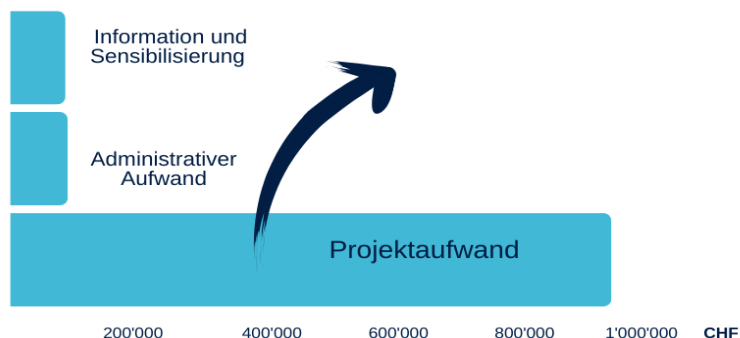 Information und
Sensibilisierung
Administrativer
Aufwand
Projektaufwand
200'000 400'000 600'000 800'000 1'000'000 CHF